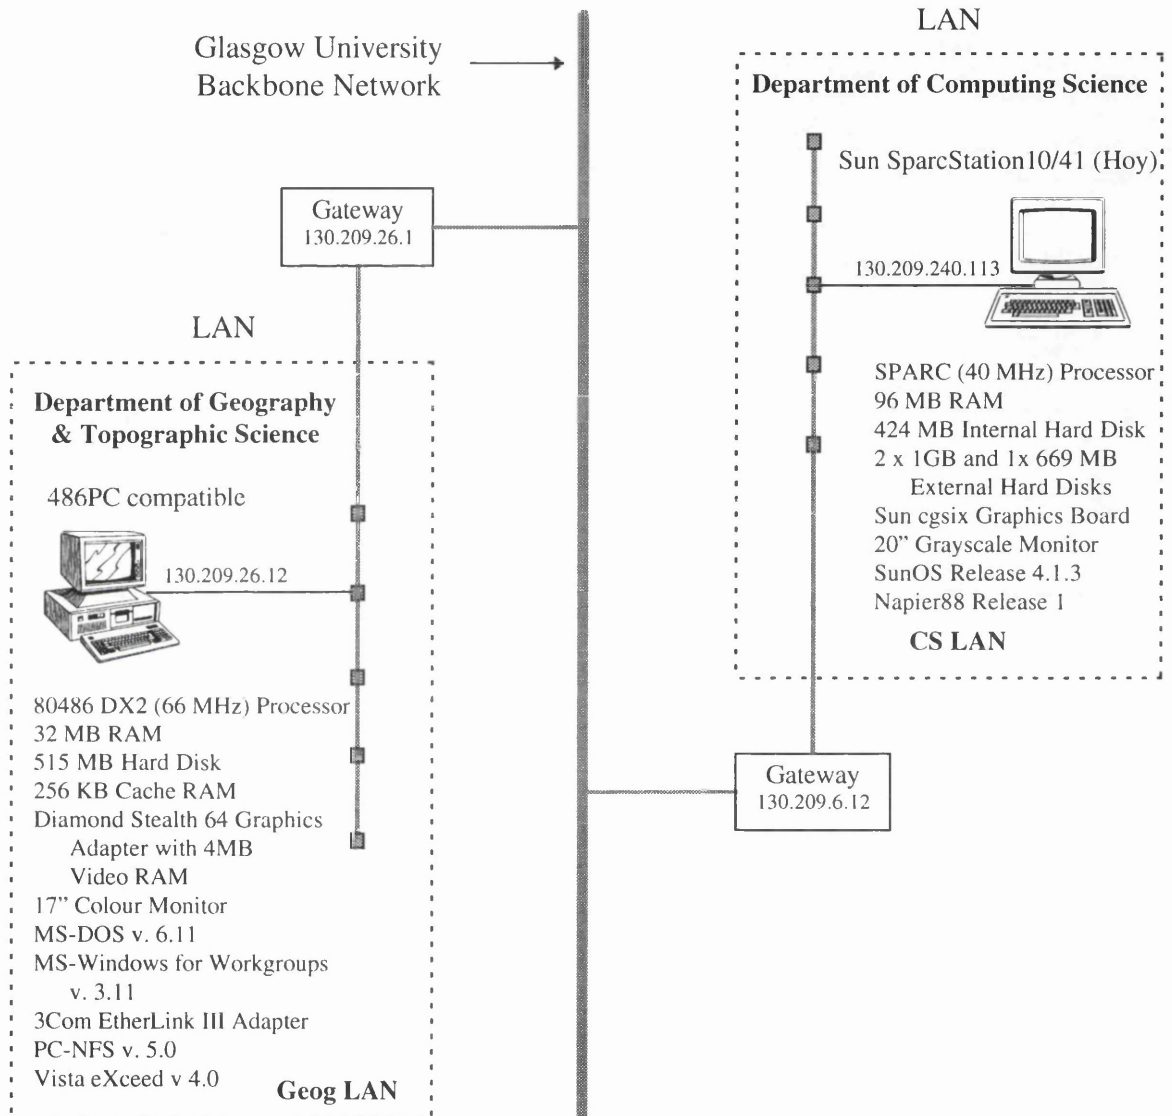 Glasgow University
Backbone Network
LAN
Department of Computing Science
Sun SparcStation10/41 (Hoy)
130.209.240.113
SPARC (40 MHz) Processor
96 MB RAM
424 MB Internal Hard Disk
2 x 1GB and 1x 669 MB
External Hard Disks
Sun cgsix Graphics Board
20” Grayscale Monitor
SunOS Release 4.1.3
Napier88 Release 1
CS LAN
Gateway
130.209.26.1
LAN
Department of Geography
& Topographic Science
486PC compatible
130.209.26.12
80486 DX2 (66 MHz) Processor
32 MB RAM
515 MB Hard Disk
256 KB Cache RAM
Diamond Stealth 64 Graphics
Adapter with 4MB
Video RAM
17” Colour Monitor
MS-DOS v. 6.11
MS-Windows for Workgroups
v. 3.11
3Com EtherLink III Adapter
PC-NFS v. 5.0
Vista eXceed v 4.0
Geog LAN
Gateway
130.209.6.12